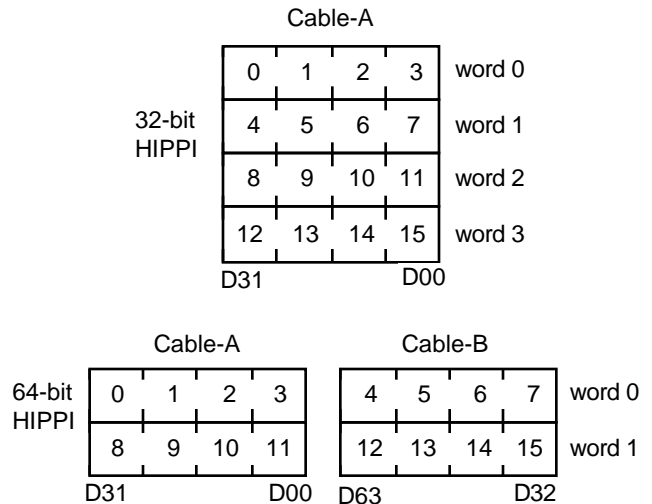 Cable-A
0 1 2 3 word 0
32-bit
HIPPI
4 5 6 7 word 1
8 9 10 11 word 2
12 13 14 15 word 3
D31 D00
Cable-A Cable-B
64-bit
HIPPI
0 1 2 3 4 5 6 7 word 0
8 9 10 11 12 13 14 15 word 1
D31 D00 D63 D32